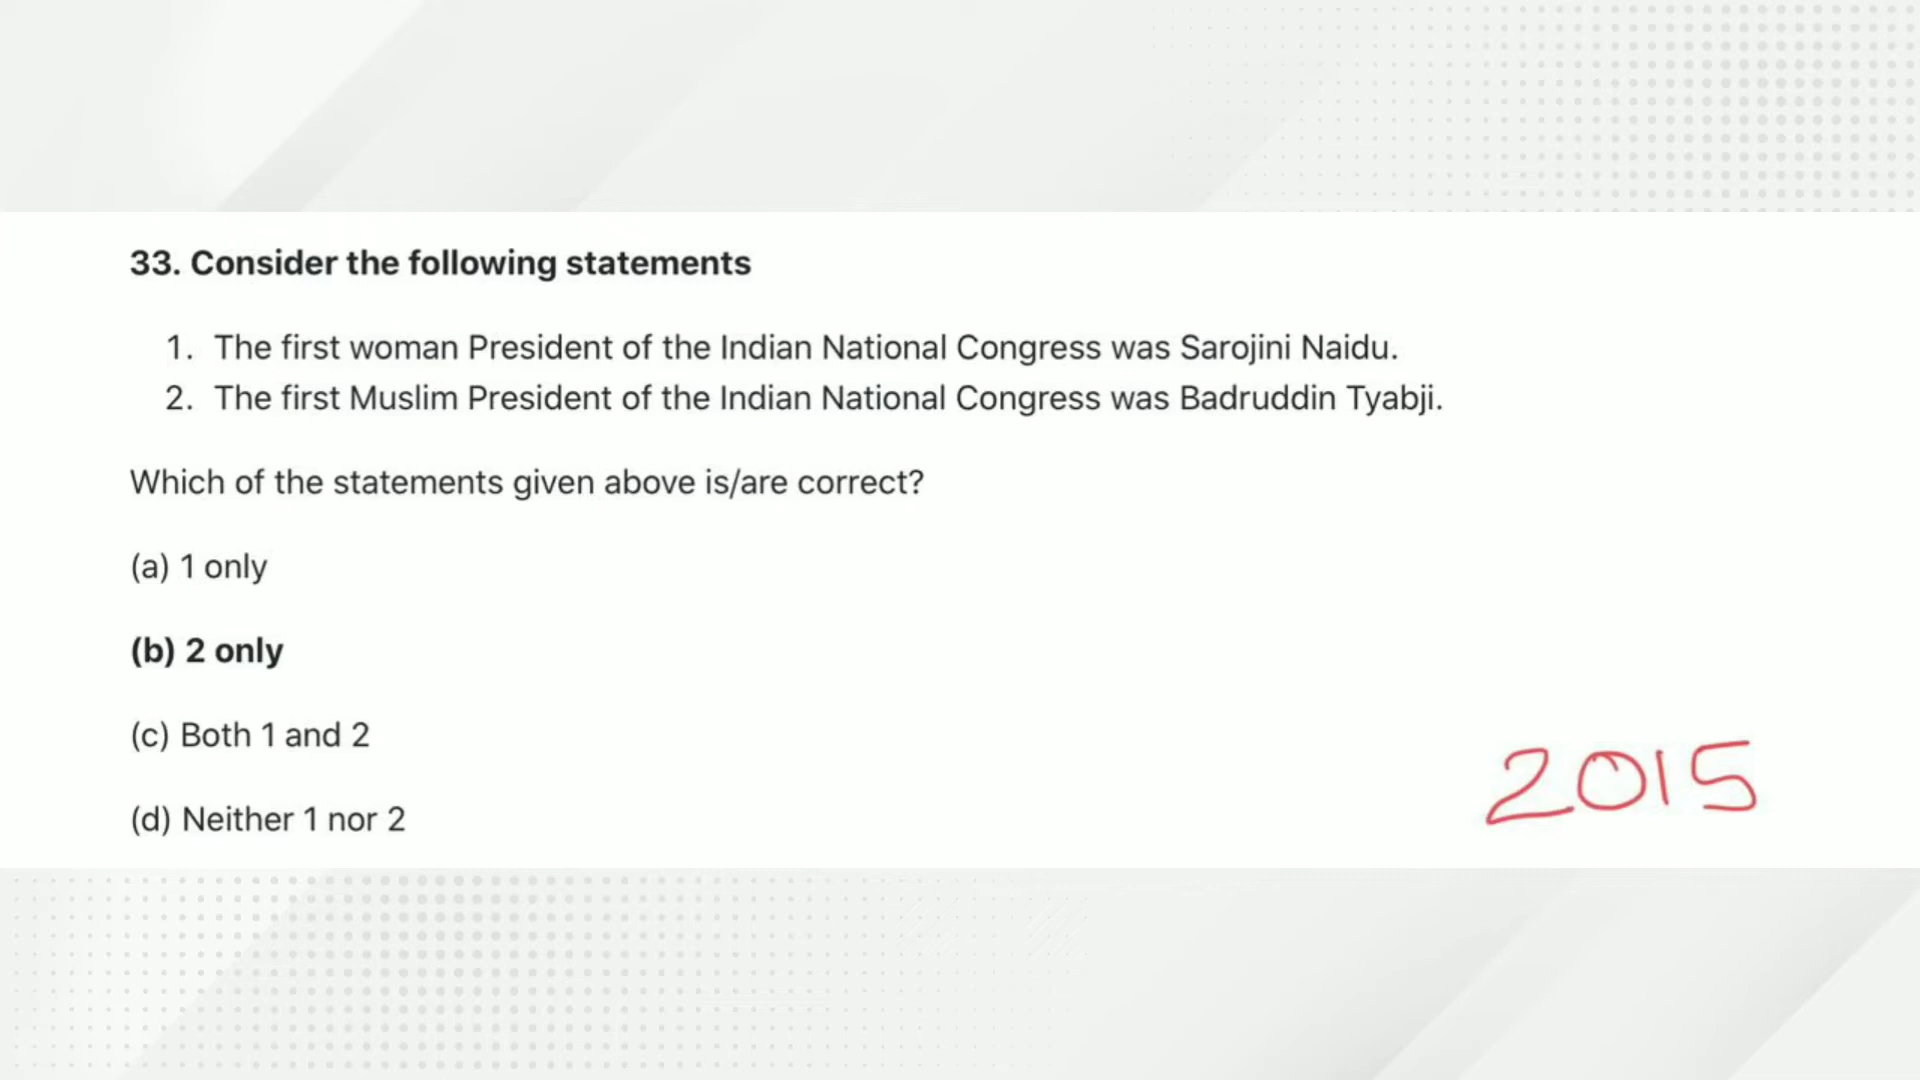 33. Consider the following statements
1. The first woman President of the Indian National Congress was Sarojini Naidu.
2. The first Muslim President of the Indian National Congress was Badruddin Tyabji.
Which of the statements given above is/are correct?
(a) 1 only
(b) 2 only
(c) Both 1 and 2
(d) Neither 1 nor 2
2015